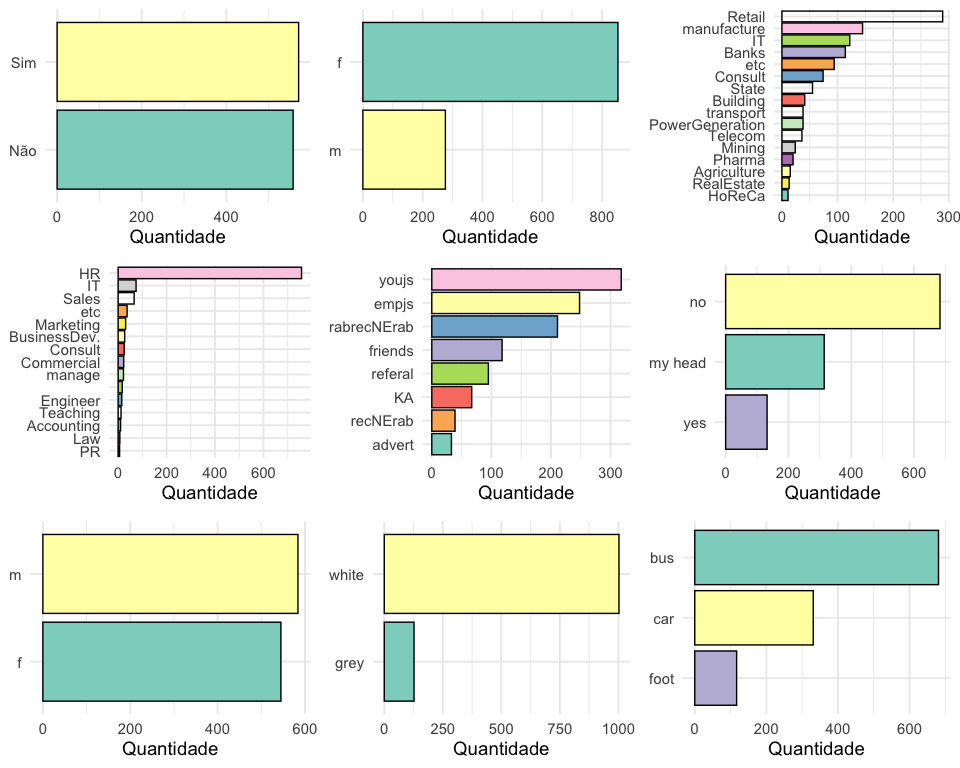 Sim
Não
0 200 400
Quantidade
f
m
0 200 400 600 800
Quantidade
Retail
manufacture
IT
Banks
etc
Consult
State
Building
transport
PowerGeneration
Telecom
Mining
Pharma
Agriculture
RealEstate
HoReCa
0 100 200 300
Quantidade
HR
IT
Sales
etc
Marketing
BusinessDev.
Consult
Commercial
manage
Engineer
Teaching
Accounting
Law
PR
0 200 400 600
Quantidade
youjs
empjs
rabrecNErab
friends
referal
KA
recNErab
advert
0 100 200 300
Quantidade
no
my head
yes
0 200 400 600
Quantidade
m
f
0 200 400 600
Quantidade
white
grey
0 250 500 750 1000
Quantidade
bus
car
foot
0 200 400 600
Quantidade